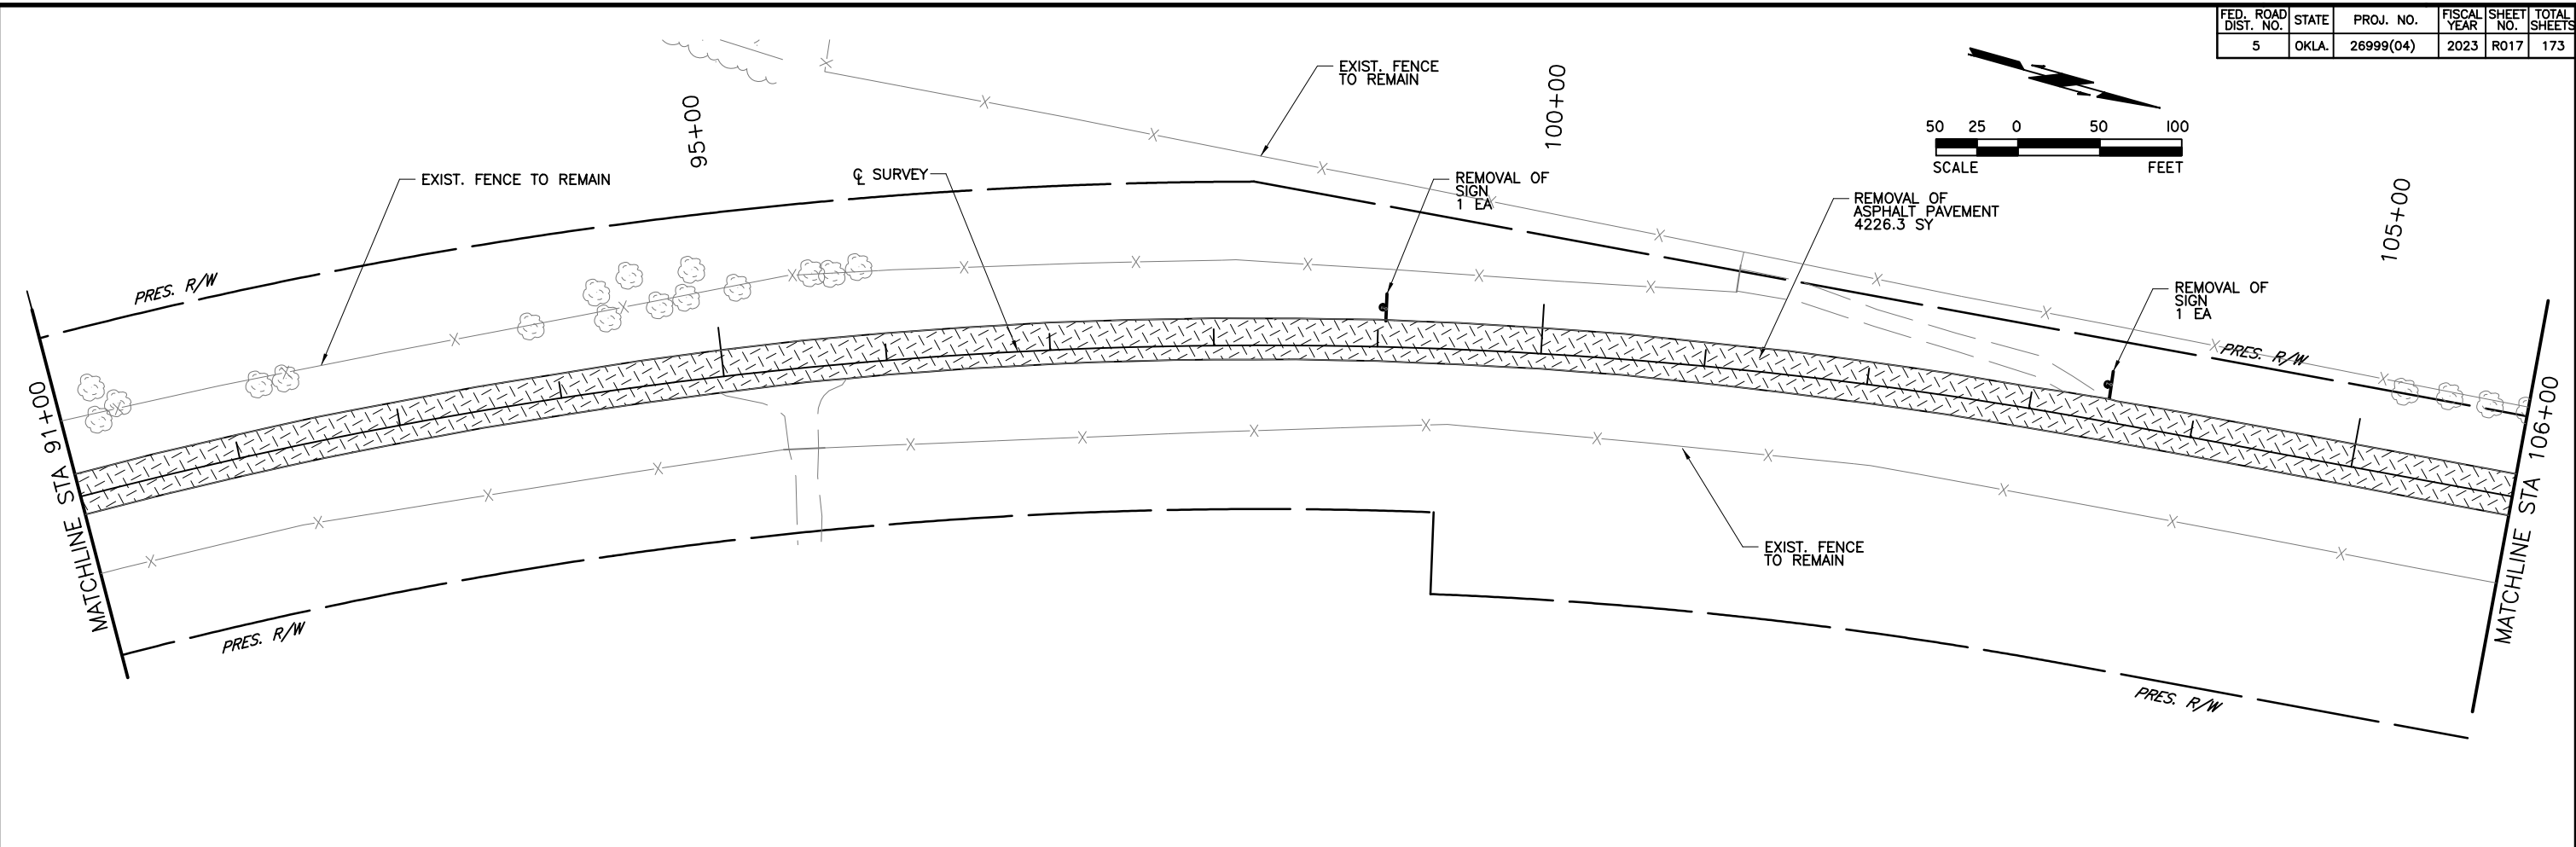 FED. ROAD DIST. NO. STATE PROJ. NO. FISCAL YEAR SHEET NO. TOTAL SHEETS
5 OKLA. 26999(04) 2023 R017 173
EXIST. FENCE
TO REMAIN
95+00
100+00
50 25 0 50 100
SCALE FEET
EXIST. FENCE TO REMAIN
℄ SURVEY
REMOVAL OF
SIGN
1 EA
REMOVAL OF
ASPHALT PAVEMENT
4226.3 SY
105+00
PRES. R/W
REMOVAL OF
SIGN
1 EA
PRES. R/W
MATCHLINE STA 91+00
MATCHLINE STA 106+00
EXIST. FENCE
TO REMAIN
PRES. R/W
PRES. R/W